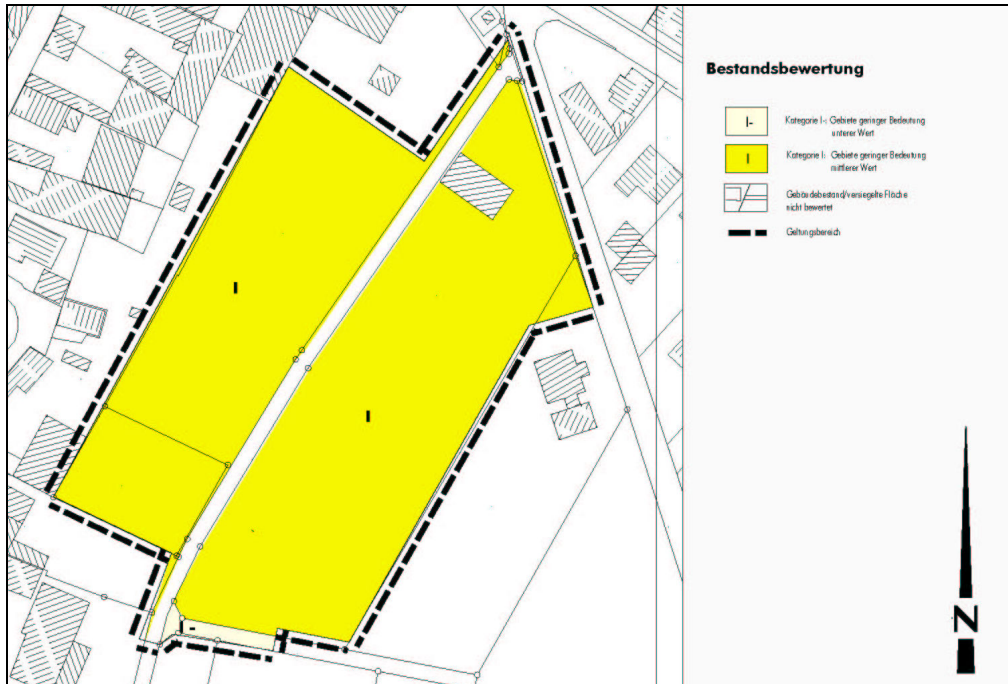 Bestandsbewertung
I-
Kategorie I-: Gebiete geringer Bedeutung
unterer Wert
I
Kategorie I: Gebiete geringer Bedeutung
mittlerer Wert
Gebäudebestand/versiegelte Fläche
nicht bewertet
Geltungsbereich
I
I
I-
N